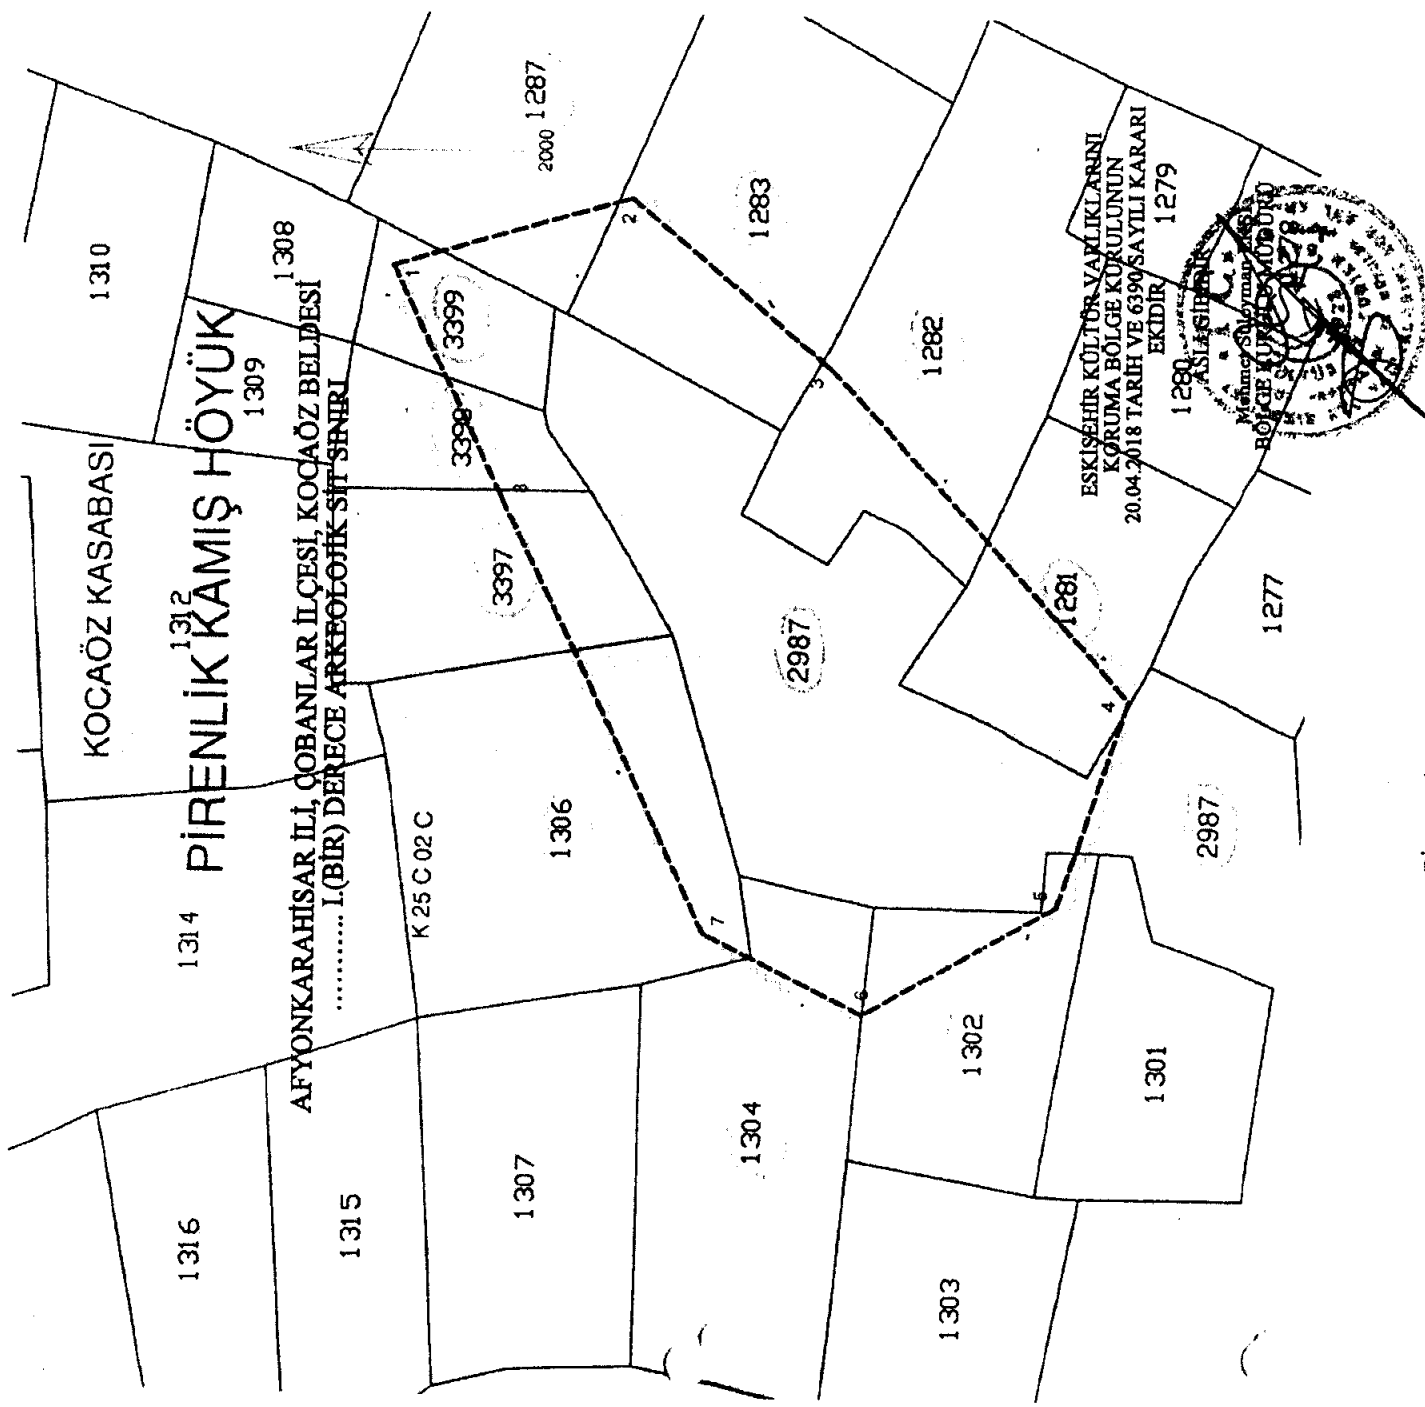 KOCAÖZ KASABASI
PİRENLİK KAMIŞ HÖYÜK
AFYONKARAHİSAR İLİ, ÇOBANLAR İLÇESİ, KOCAÖZ BELDESİ
............ I.(BİR) DERECE ARKEOLOJİK SİT SINIRI
K 25 C 02 C
1316
1314
1312
1310
1315
1309
1308
1307
1306
3397
3398
3399
1287
2000
1304
2987
1283
1303
1302
1282
1301
2987
1281
1277
1280
1279
1
2
3
4
5
6
7
8
ESKİŞEHİR KÜLTÜR VARLIKLARINI
KORUMA BÖLGE KURULUNUN
20.04.2018 TARİH VE 6390 SAYILI KARARI
EKİDİR
ASLI GİBİDİR
Mehmet Süleyman
BÖLGE KURULU MÜDÜRÜ